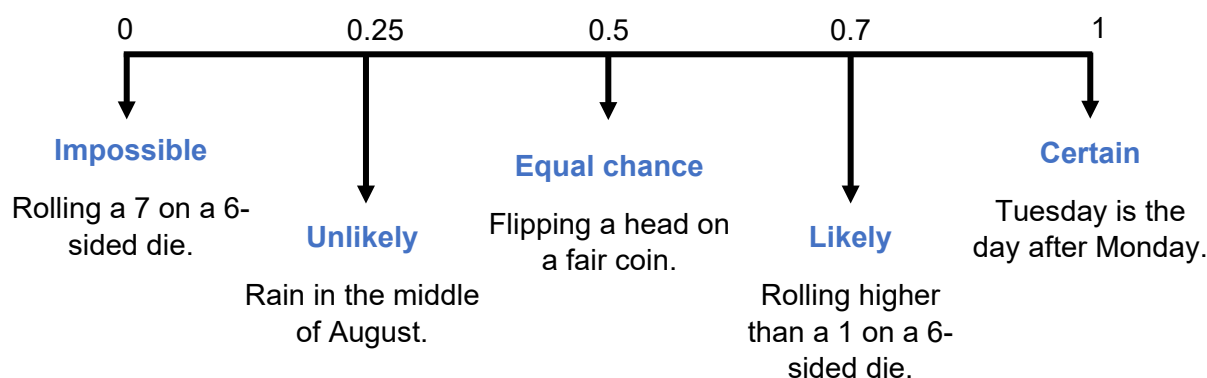 0
0.25
0.5
0.7
1
Impossible
Rolling a 7 on a 6-
sided die.
Unlikely
Rain in the middle
of August.
Equal chance
Flipping a head on
a fair coin.
Likely
Rolling higher
than a 1 on a 6-
sided die.
Certain
Tuesday is the
day after Monday.